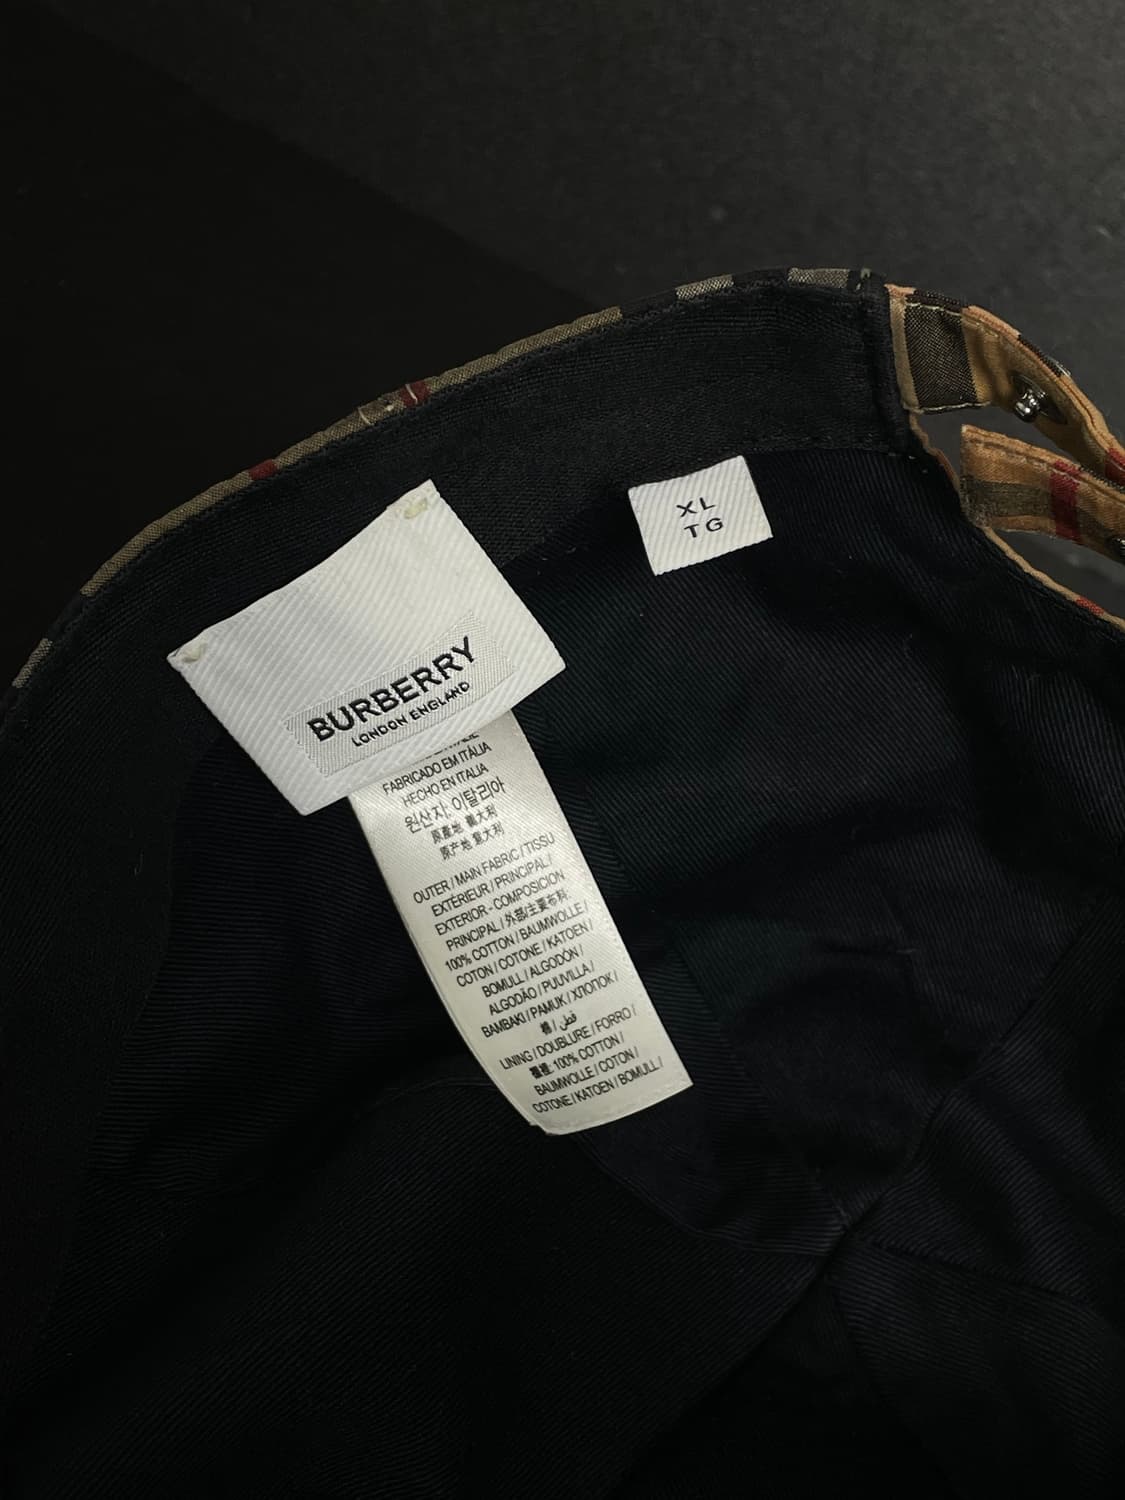 XL
TG
BURBERRY
LONDON ENGLAND
FABRICADO EM ITÁLIA
HECHO EN ITALIA
원산지: 이탈리아
原產地: 義大利
原产地: 意大利
OUTER / MAIN FABRIC / TISSU
EXTÉRIEUR / PRINCIPAL /
EXTERIOR - COMPOSICION
PRINCIPAL / 外部/主要布料:
100% COTTON / BAUMWOLLE /
COTON / COTONE / KATOEN /
BOMULL / ALGODÓN /
ALGODÃO / PUUVILLA /
BAMBAKI / PAMUK / ХЛОПОК /
棉 / قطن
LINING / DOUBLURE / FORRO /
100% COTTON /
BAUMWOLLE / COTON /
COTONE / KATOEN / BOMULL /